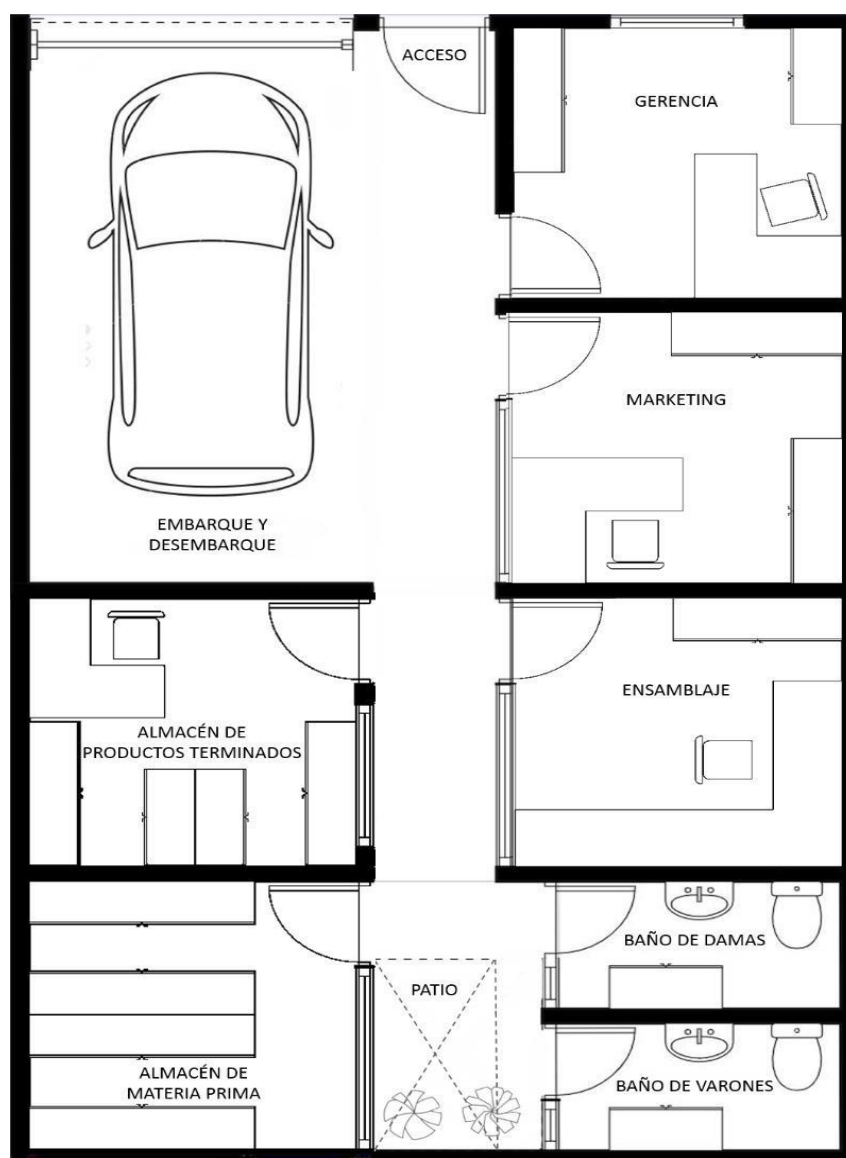 ACCESO
GERENCIA
MARKETING
EMBARQUE Y
DESEMBARQUE
ENSAMBLAJE
ALMACÉN DE
PRODUCTOS TERMINADOS
BAÑO DE DAMAS
PATIO
ALMACÉN DE
MATERIA PRIMA
BAÑO DE VARONES